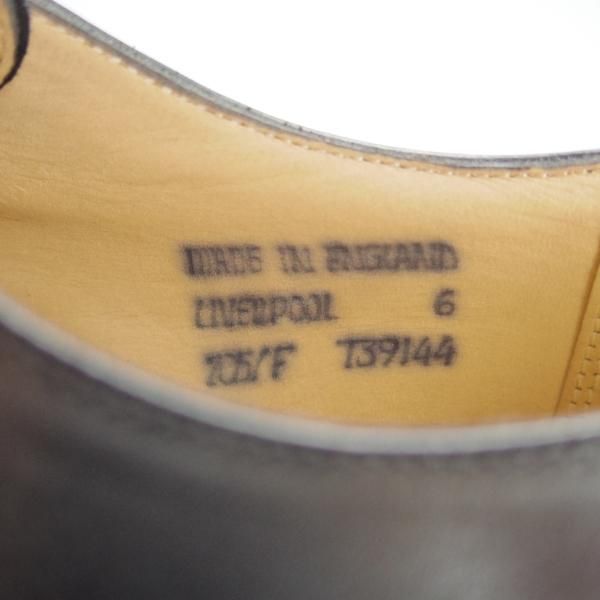 MADE IN ENGLAND
LIVERPOOL 6
705/F T39144